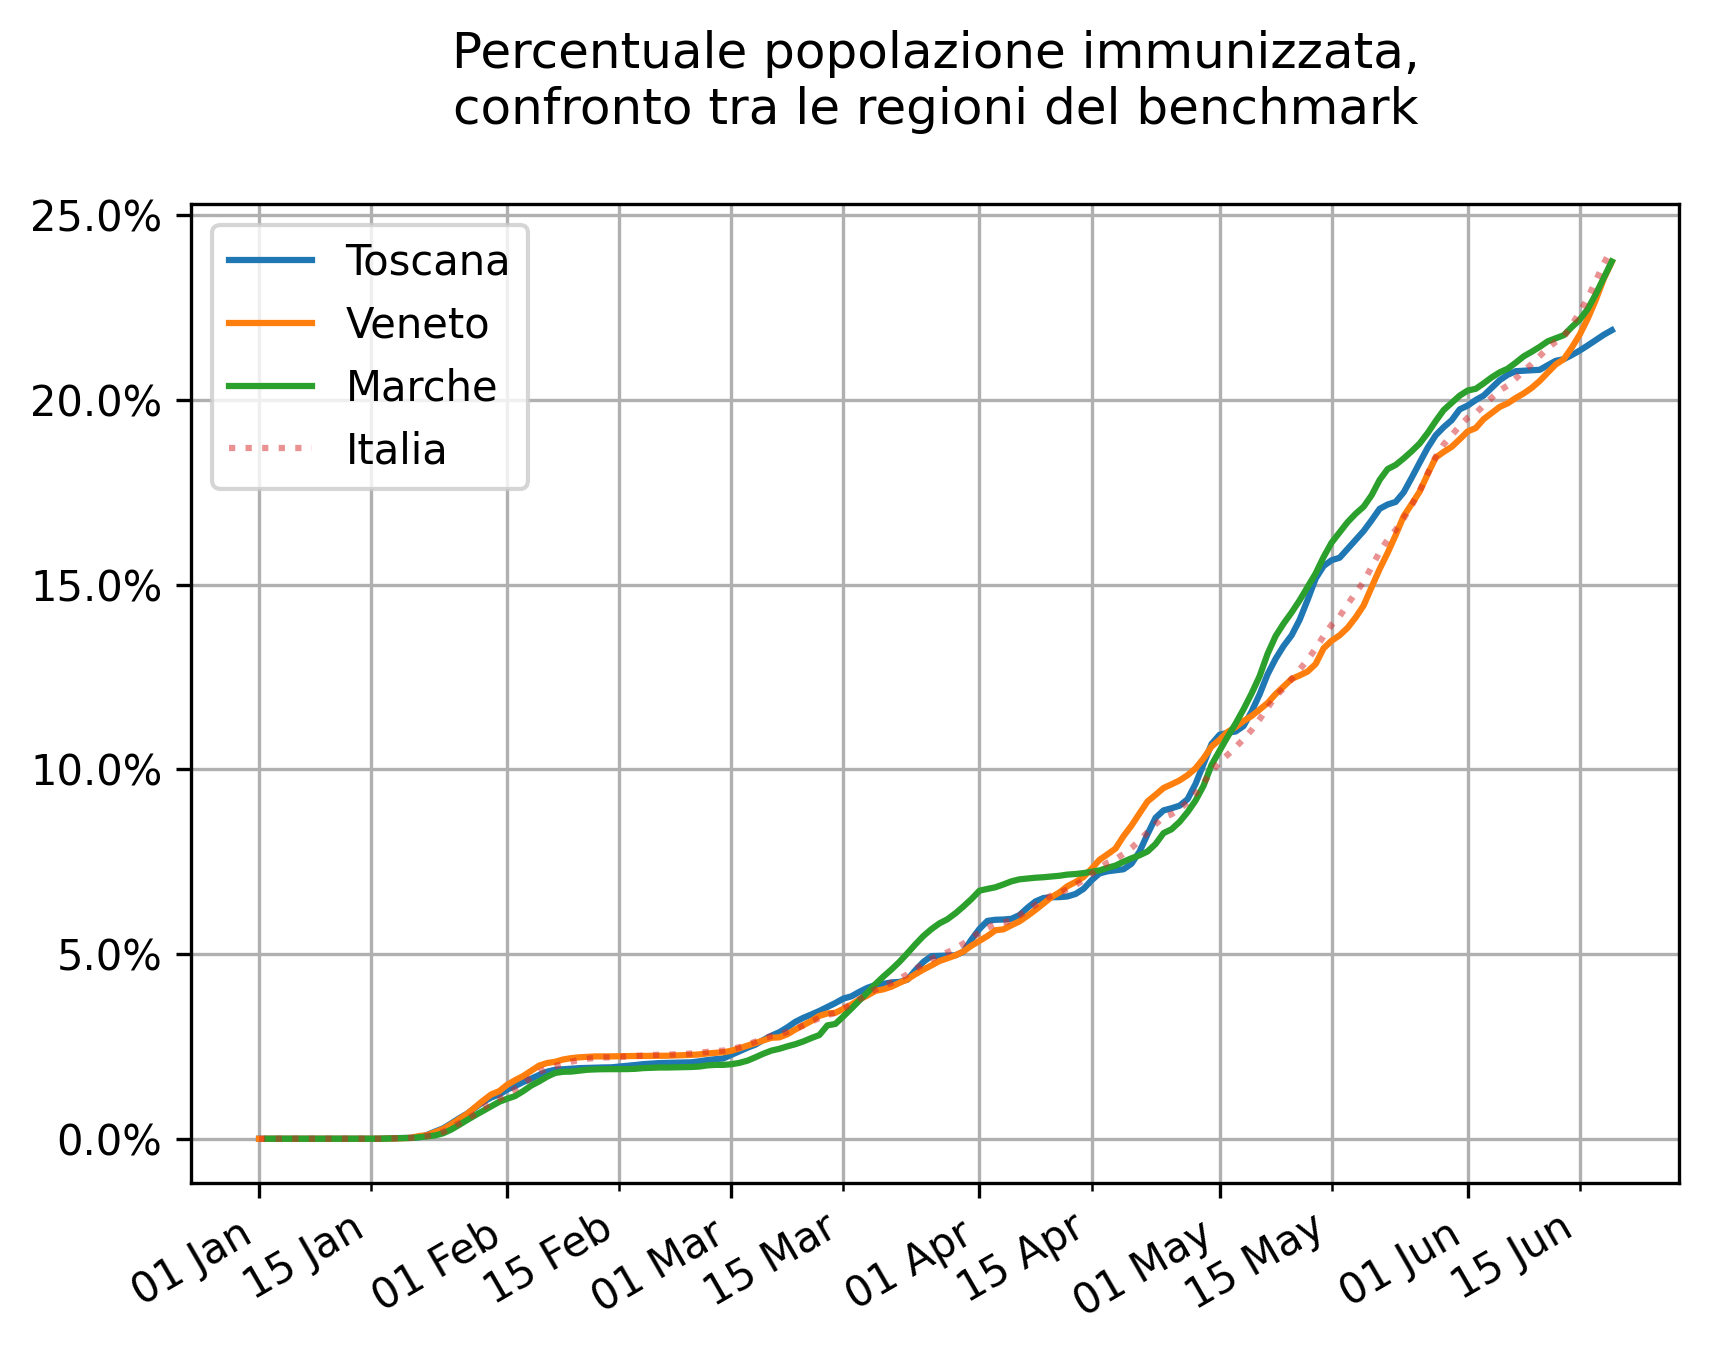 Percentuale popolazione immunizzata,
confronto tra le regioni del benchmark
25.0%
20.0%
15.0%
10.0%
5.0%
0.0%
Toscana
Veneto
Marche
Italia
01 Jan
15 Jan
01 Feb
15 Feb
01 Mar
15 Mar
01 Apr
15 Apr
01 May
15 May
01 Jun
15 Jun